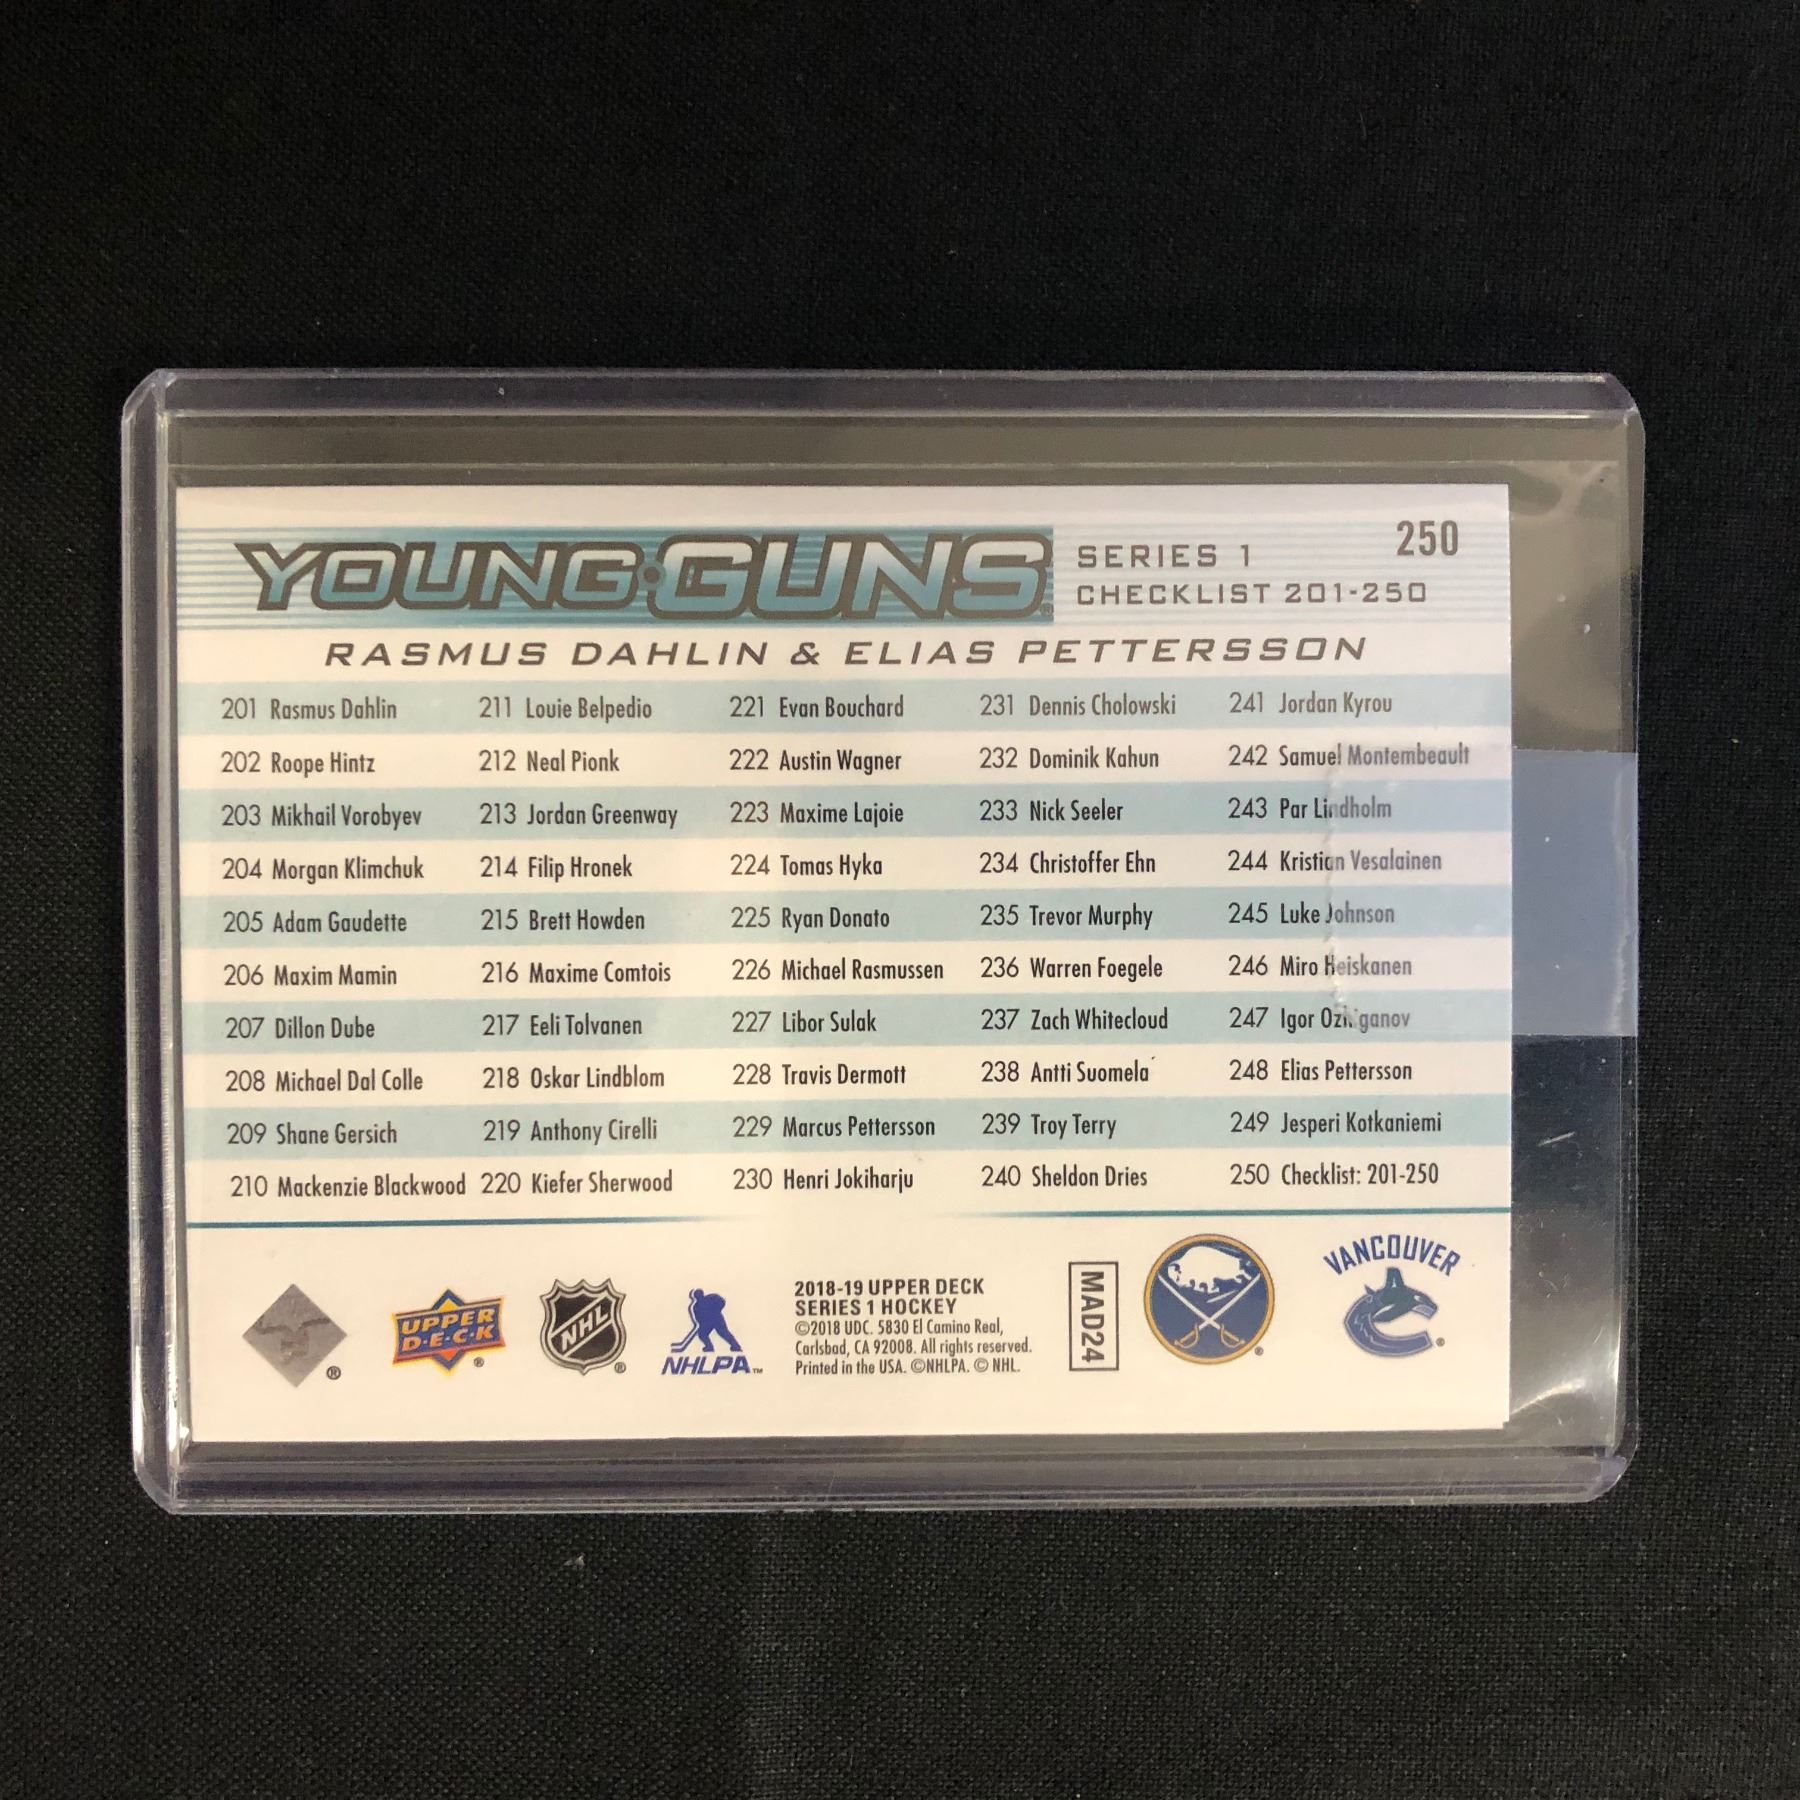 YOUNG GUNS
SERIES 1
CHECKLIST 201-250
250
RASMUS DAHLIN & ELIAS PETTERSSON
201 Rasmus Dahlin
202 Roope Hintz
203 Mikhail Vorobyev
204 Morgan Klimchuk
205 Adam Gaudette
206 Maxim Mamin
207 Dillon Dube
208 Michael Dal Colle
209 Shane Gersich
210 Mackenzie Blackwood
211 Louie Belpedio
212 Neal Pionk
213 Jordan Greenway
214 Filip Hronek
215 Brett Howden
216 Maxime Comtois
217 Eeli Tolvanen
218 Oskar Lindblom
219 Anthony Cirelli
220 Kiefer Sherwood
221 Evan Bouchard
222 Austin Wagner
223 Maxime Lajoie
224 Tomas Hyka
225 Ryan Donato
226 Michael Rasmussen
227 Libor Sulak
228 Travis Dermott
229 Marcus Pettersson
230 Henri Jokiharju
231 Dennis Cholowski
232 Dominik Kahun
233 Nick Seeler
234 Christoffer Ehn
235 Trevor Murphy
236 Warren Foegele
237 Zach Whitecloud
238 Antti Suomela
239 Troy Terry
240 Sheldon Dries
241 Jordan Kyrou
242 Samuel Montembeault
243 Par Lindholm
244 Kristian Vesalainen
245 Luke Johnson
246 Miro Heiskanen
247 Igor
248 Elias Pettersson
249 Jesperi Kotkaniemi
250 Checklist: 201-250
®
UPPER
D·E·C·K
®
NHL
®
NHLPA™
2018-19 UPPER DECK
SERIES 1 HOCKEY
©2018 UDC. 5830 El Camino Real,
Carlsbad, CA 92008. All rights reserved.
Printed in the USA. ©NHLPA. © NHL.
MAD24
VANCOUVER